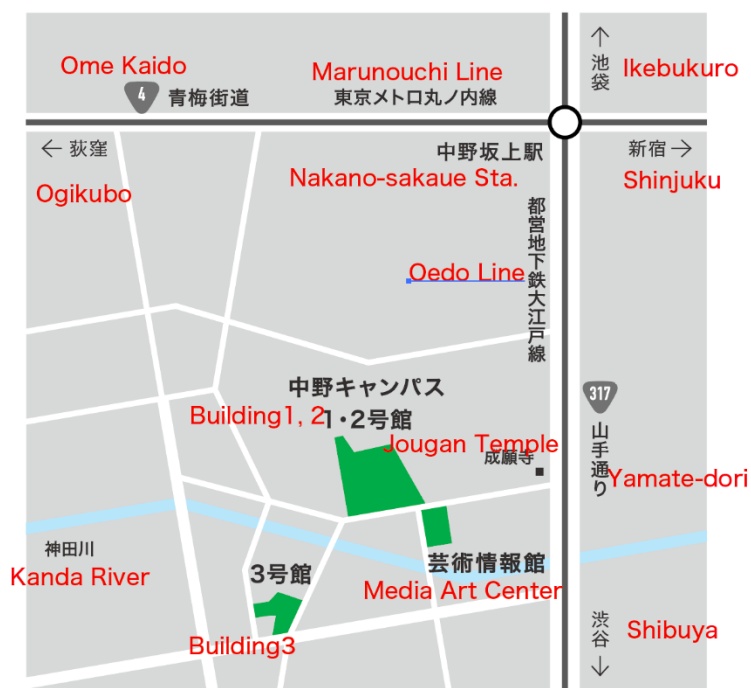 Ome Kaido
4
青梅街道
Marunouchi Line
東京メトロ丸ノ内線
↑
池袋
Ikebukuro
← 荻窪
Ogikubo
中野坂上駅
Nakano-sakaue Sta.
新宿 →
Shinjuku
都営地下鉄大江戸線
Oedo Line
中野キャンパス
Building1, 2
1・2号館
Jougan Temple
成願寺
317
山手通り
Yamate-dori
神田川
Kanda River
3号館
Building3
芸術情報館
Media Art Center
渋谷
↓
Shibuya